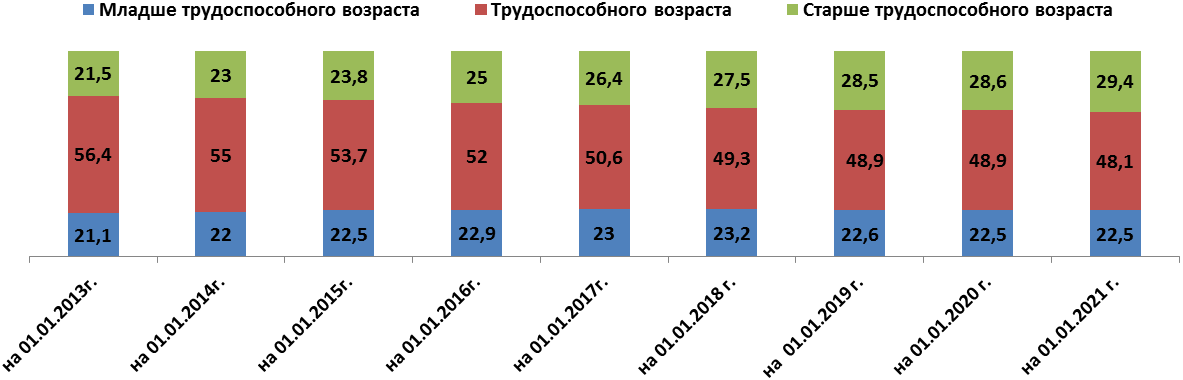 Младше трудоспособного возраста Трудоспособного возраста Старше трудоспособного возраста
21,5 23 23,8 25 26,4 27,5 28,5 28,6 29,4
56,4 55 53,7 52 50,6 49,3 48,9 48,9 48,1
21,1 22 22,5 22,9 23 23,2 22,6 22,5 22,5
на 01.01.2013г. на 01.01.2014г. на 01.01.2015г. на 01.01.2016г. на 01.01.2017г. на 01.01.2018 г. на 01.01.2019 г. на 01.01.2020 г. на 01.01.2021 г.